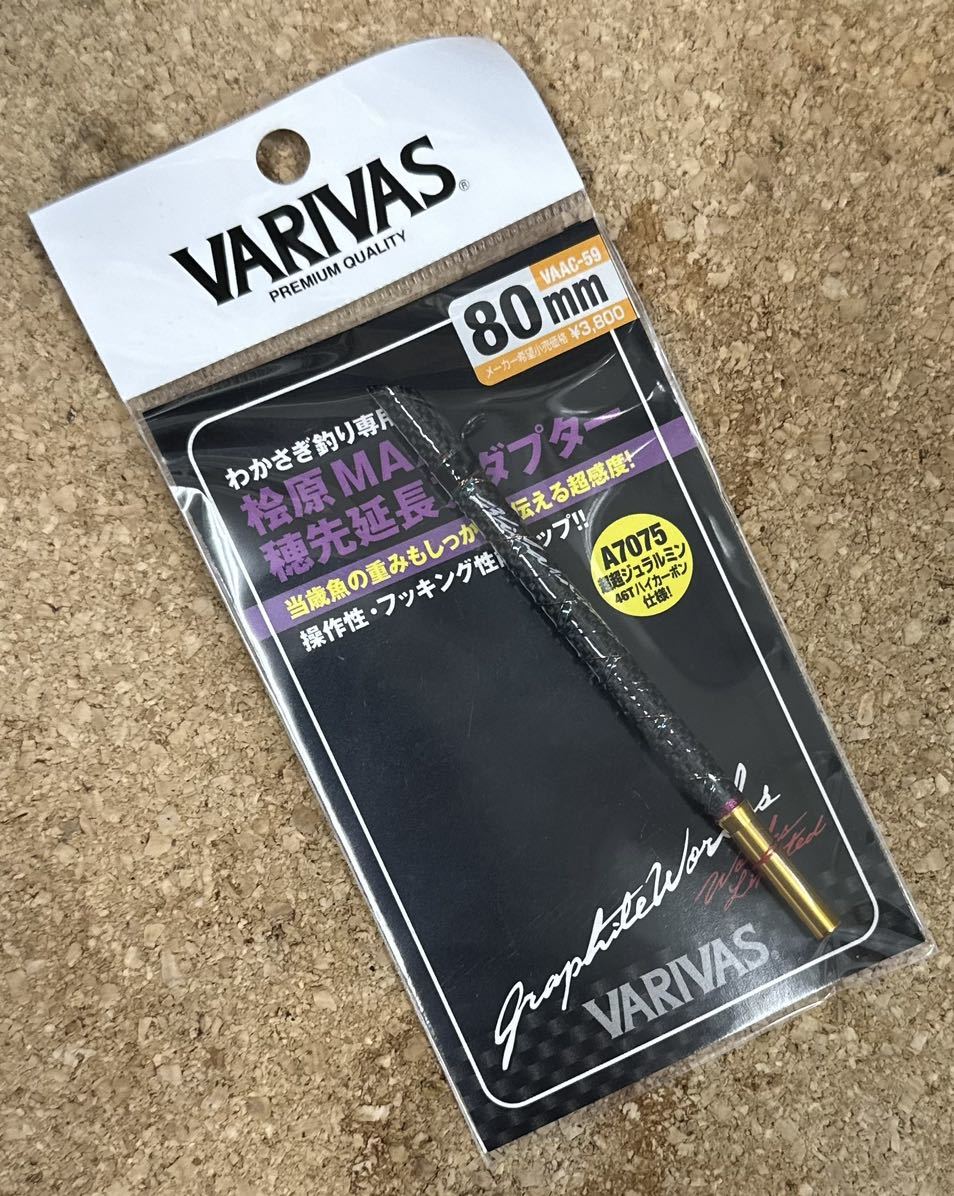 VARIVAS®
PREMIUM QUALITY
VAAC-59
80mm
メーカー希望小売価格 ¥3,800
わかさぎ釣り専用
桧原 MA ダプター
穂先延長
当歳魚の重みもしっか 伝える超感度!
操作性・フッキング性 ップ!!
A7075
超超ジュラルミン
46Tハイカーボン
仕様!
GraphiteWorks
Wakasagi
Limited
VARIVAS®